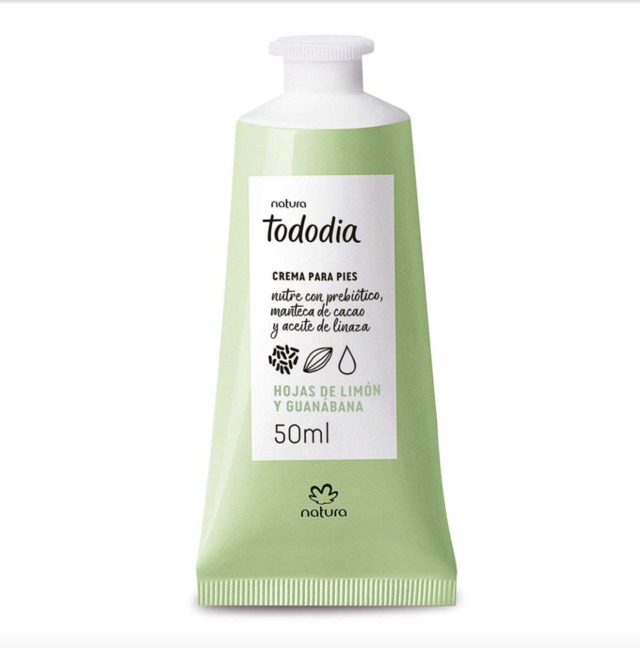 natura
Tododia
CREMA PARA PIES
nutre con prebiótico,
manteca de cacao
y aceite de linaza
HOJAS DE LIMÓN
Y GUANÁBANA
50ml
natura